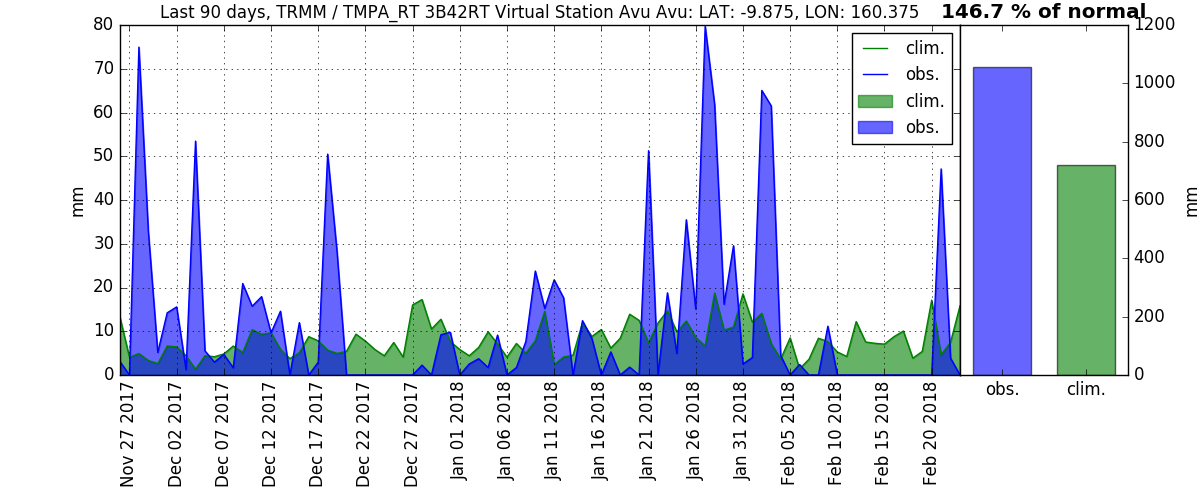 Last 90 days, TRMM / TMPA_RT 3B42RT Virtual Station Avu Avu: LAT: -9.875, LON: 160.375
146.7 % of normal
80
70
60
50
40
30
20
10
0
mm
clim.
obs.
clim.
obs.
1200
1000
800
600
400
200
0
mm
obs.
clim.
Nov 27 2017
Dec 02 2017
Dec 07 2017
Dec 12 2017
Dec 17 2017
Dec 22 2017
Dec 27 2017
Jan 01 2018
Jan 06 2018
Jan 11 2018
Jan 16 2018
Jan 21 2018
Jan 26 2018
Jan 31 2018
Feb 05 2018
Feb 10 2018
Feb 15 2018
Feb 20 2018